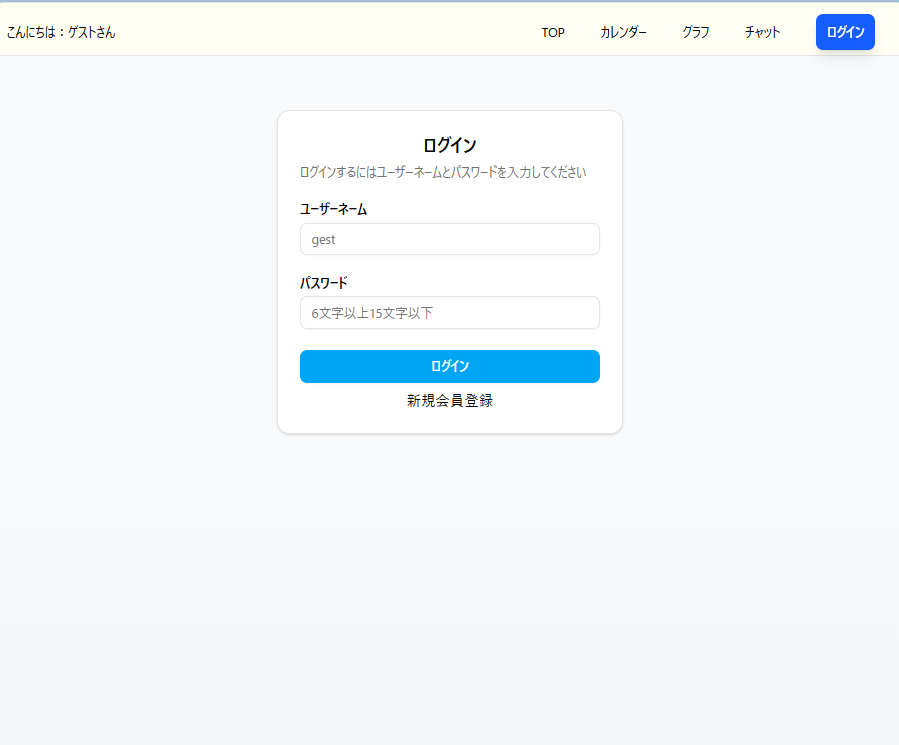 こんにちは：ゲストさん
TOP カレンダー グラフ チャット ログイン
ログイン
ログインするにはユーザーネームとパスワードを入力してください
ユーザーネーム
gest
パスワード
6文字以上15文字以下
ログイン
新規会員登録